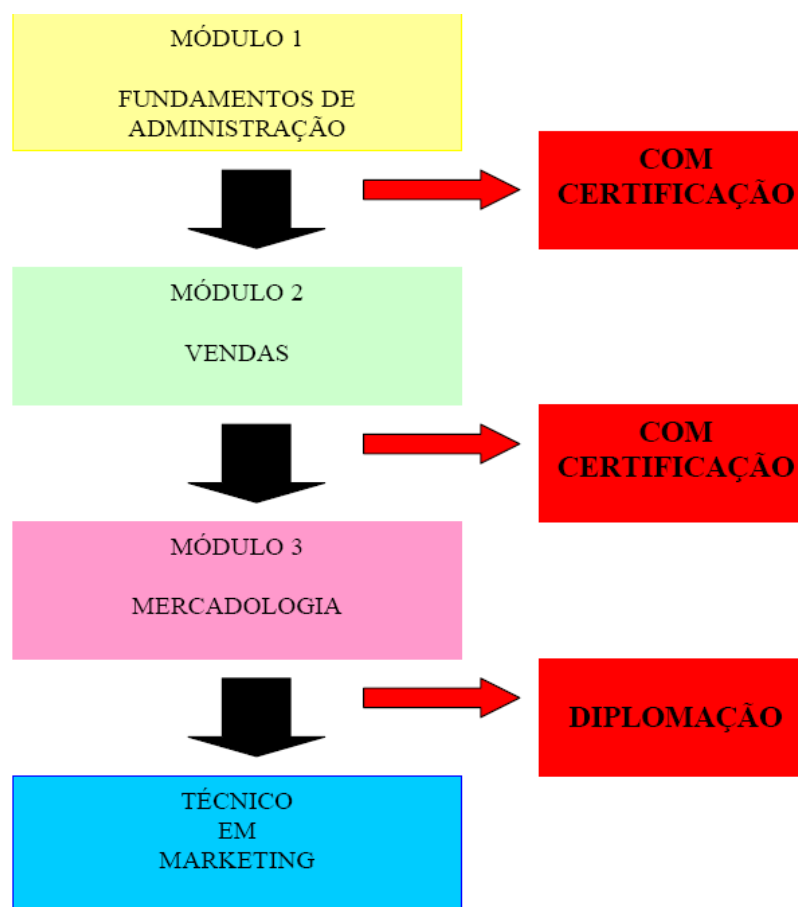 MÓDULO 1
FUNDAMENTOS DE
ADMINISTRAÇÃO
COM
CERTIFICAÇÃO
MÓDULO 2
VENDAS
COM
CERTIFICAÇÃO
MÓDULO 3
MERCADOLOGIA
DIPLOMAÇÃO
TÉCNICO
EM
MARKETING